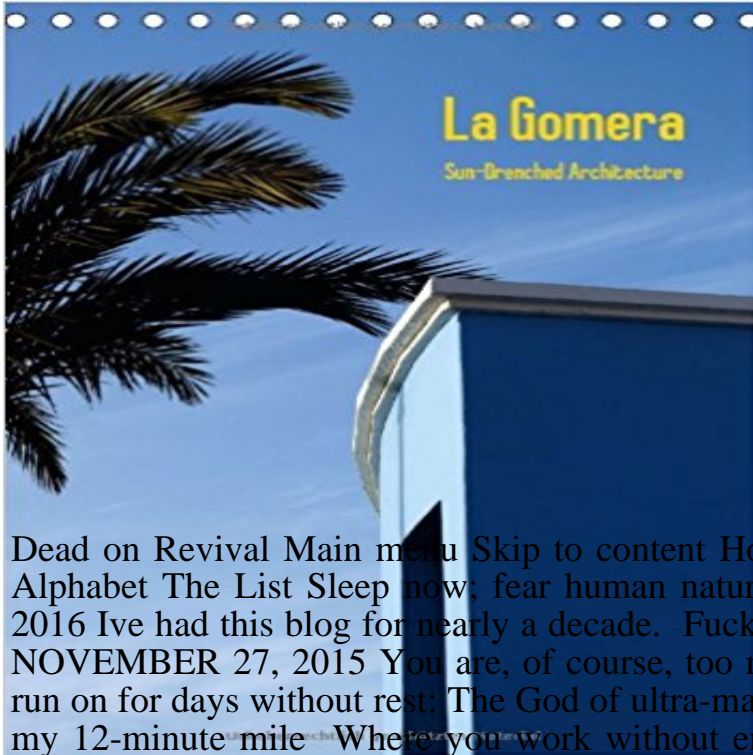 La Gomera
Sun-Drenched Architecture
Dead on Revival Main menu Skip to content Ho
Alphabet The List Sleep now; fear human natur
2016 Ive had this blog for nearly a decade. Fuck
NOVEMBER 27, 2015 You are, of course, too n
run on for days without rest: The God of ultra-ma
my 12-minute mile Where you work without e